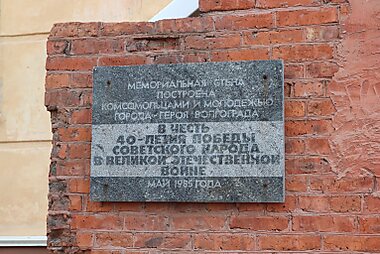 МЕМОРИАЛЬНАЯ СТЕНА
ПОСТРОЕНА
КОМСОМОЛЬЦАМИ И МОЛОДЕЖЬЮ
ГОРОДА-ГЕРОЯ ВОЛГОГРАДА
В ЧЕСТЬ
40-ЛЕТИЯ ПОБЕДЫ
СОВЕТСКОГО НАРОДА
В ВЕЛИКОЙ ОТЕЧЕСТВЕННОЙ
ВОЙНЕ
МАЙ 1985 ГОДА